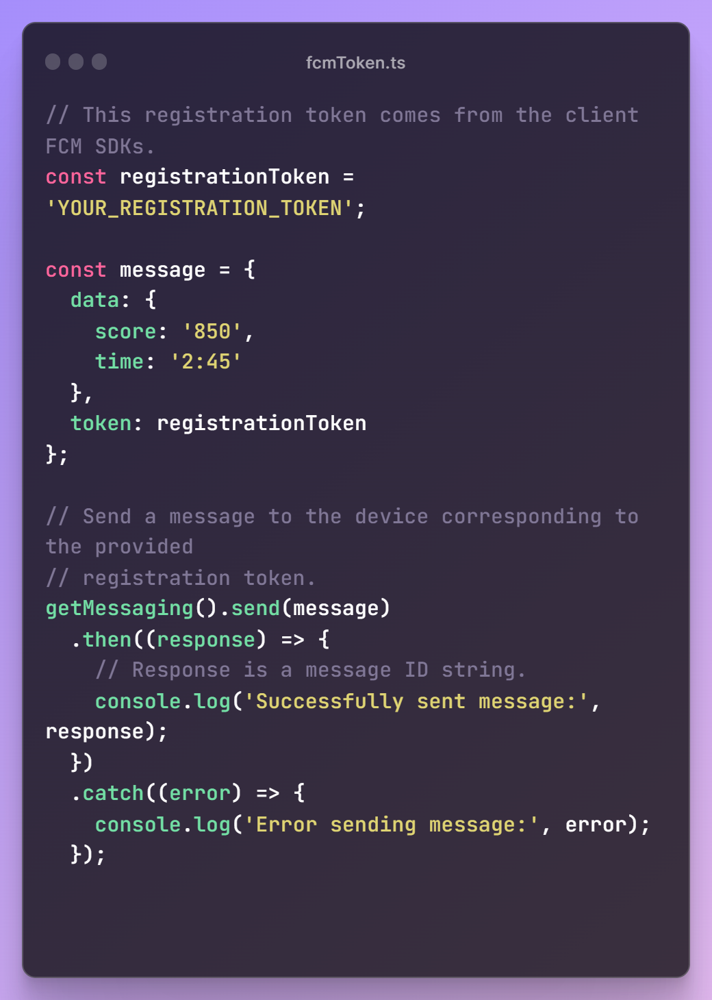 fcmToken.ts
// This registration token comes from the client
FCM SDKs.
const registrationToken =
'YOUR_REGISTRATION_TOKEN';

const message = {
  data: {
    score: '850',
    time: '2:45'
  },
  token: registrationToken
};

// Send a message to the device corresponding to
the provided
// registration token.
getMessaging().send(message)
  .then((response) => {
    // Response is a message ID string.
    console.log('Successfully sent message:',
response);
  })
  .catch((error) => {
    console.log('Error sending message:', error);
  });